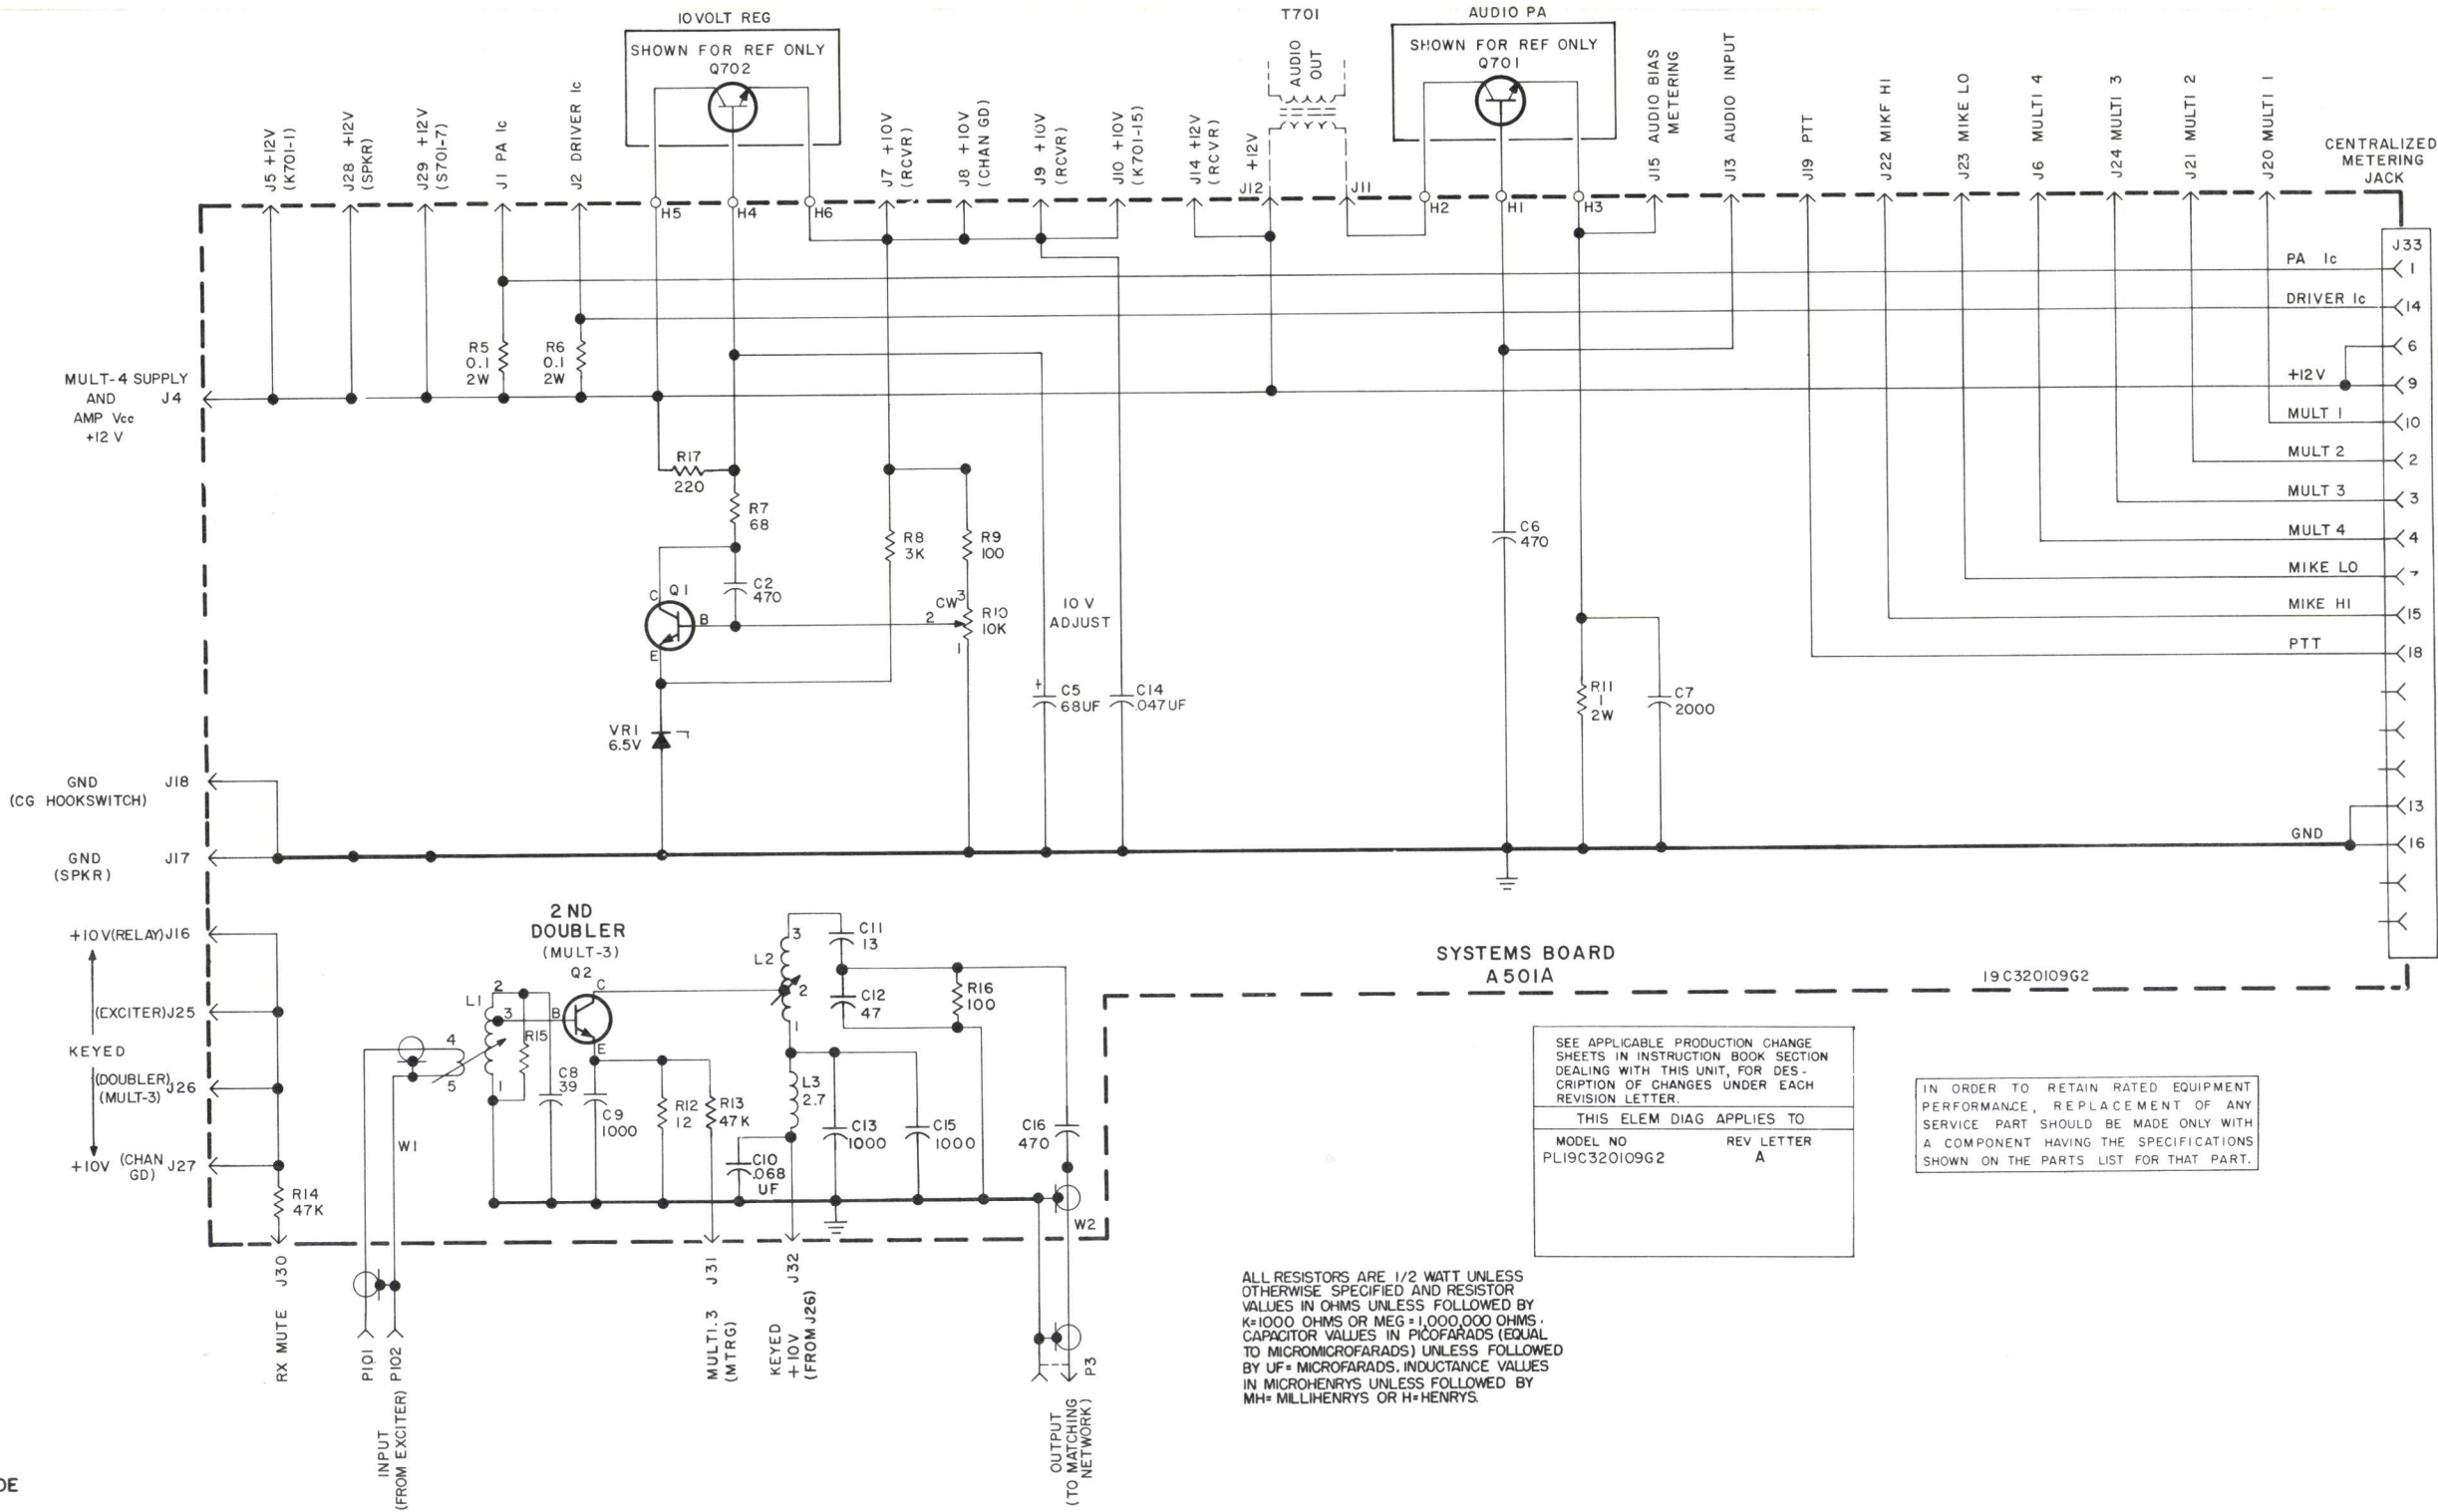 10 VOLT REG
SHOWN FOR REF ONLY
Q702
T701
AUDIO OUT
AUDIO PA
SHOWN FOR REF ONLY
Q701
J5 +12V
(K701-1)
J28 +12V
(SPKR)
J29 +12V
(S701-7)
J1 PA Ic
J2 DRIVER Ic
J7 +10V
(RCVR)
J8 +10V
(CHAN GD)
J9 +10V
(RCVR)
J10 +10V
(K701-15)
J14 +12V
(RCVR)
J12 +12V
J11
J15 AUDIO BIAS
METERING
J13 AUDIO INPUT
J19 PTT
J22 MIKE HI
J23 MIKE LO
J6 MULTI 4
J24 MULTI 3
J21 MULTI 2
J20 MULTI 1
CENTRALIZED
METERING
JACK
H5
H4
H6
H2
H1
H3
J33
PA Ic
1
DRIVER Ic
14
6
+12V
9
MULT 1
10
MULT 2
2
MULT 3
3
MULT 4
4
MIKE LO
7
MIKE HI
15
PTT
18
13
GND
16
MULT-4 SUPPLY
AND J4
AMP Vcc
+12 V
R5
0.1
2W
R6
0.1
2W
R17
220
R7
68
C2
470
C
Q1
B
E
R8
3K
R9
100
CW
3
2
1
R10
10K
10 V
ADJUST
C5
+
68UF
C14
.047UF
VR1
6.5V
C6
470
R11
1
2W
C7
2000
GND J18
(CG HOOKSWITCH)
GND J17
(SPKR)
+10V(RELAY)J16
(EXCITER)J25
KEYED
(DOUBLER) J26
(MULT-3)
+10V (CHAN GD) J27
R14
47K
2 ND
DOUBLER
(MULT-3)
Q2
C
B
E
L1
2
3
1
4
5
R15
C8
39
C9
1000
R12
12
R13
47K
L2
3
2
1
L3
2.7
C10
.068
UF
C11
13
C12
47
R16
100
C13
1000
C15
1000
C16
470
W1
W2
SYSTEMS BOARD
A501A
19C320109G2
SEE APPLICABLE PRODUCTION CHANGE
SHEETS IN INSTRUCTION BOOK SECTION
DEALING WITH THIS UNIT, FOR DES-
CRIPTION OF CHANGES UNDER EACH
REVISION LETTER.
THIS ELEM DIAG APPLIES TO
MODEL NO REV LETTER
PL19C320109G2 A
IN ORDER TO RETAIN RATED EQUIPMENT
PERFORMANCE, REPLACEMENT OF ANY
SERVICE PART SHOULD BE MADE ONLY WITH
A COMPONENT HAVING THE SPECIFICATIONS
SHOWN ON THE PARTS LIST FOR THAT PART.
RX MUTE J30
P101
P102
INPUT
(FROM EXCITER)
J31
MULTI.3
(MTRG)
J32
KEYED
+10V
(FROM J26)
P3
OUTPUT
(TO MATCHING
NETWORK)
ALL RESISTORS ARE 1/2 WATT UNLESS
OTHERWISE SPECIFIED AND RESISTOR
VALUES IN OHMS UNLESS FOLLOWED BY
K=1000 OHMS OR MEG = 1,000,000 OHMS.
CAPACITOR VALUES IN PICOFARADS (EQUAL
TO MICROMICROFARADS) UNLESS FOLLOWED
BY UF= MICROFARADS. INDUCTANCE VALUES
IN MICROHENRYS UNLESS FOLLOWED BY
MH= MILLIHENRYS OR H=HENRYS.